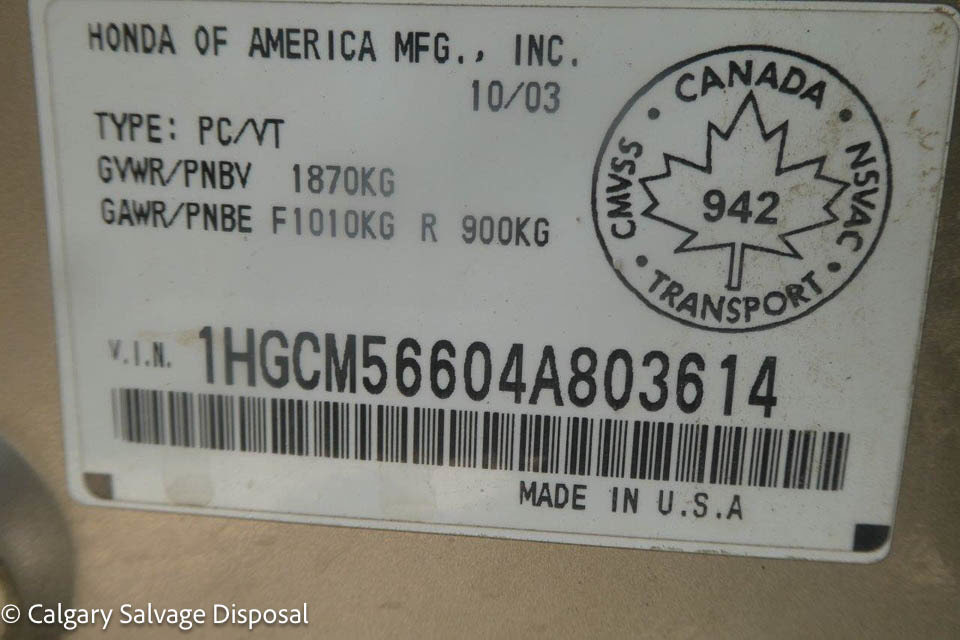 HONDA OF AMERICA MFG., INC.
10/03
TYPE: PC/VT
GVWR/PNBV 1870KG
GAWR/PNBE F1010KG R 900KG
CANADA
CMVSS
942
NSVAC
TRANSPORT
V.I.N. 1HGCM56604A803614
MADE IN U.S.A
© Calgary Salvage Disposal